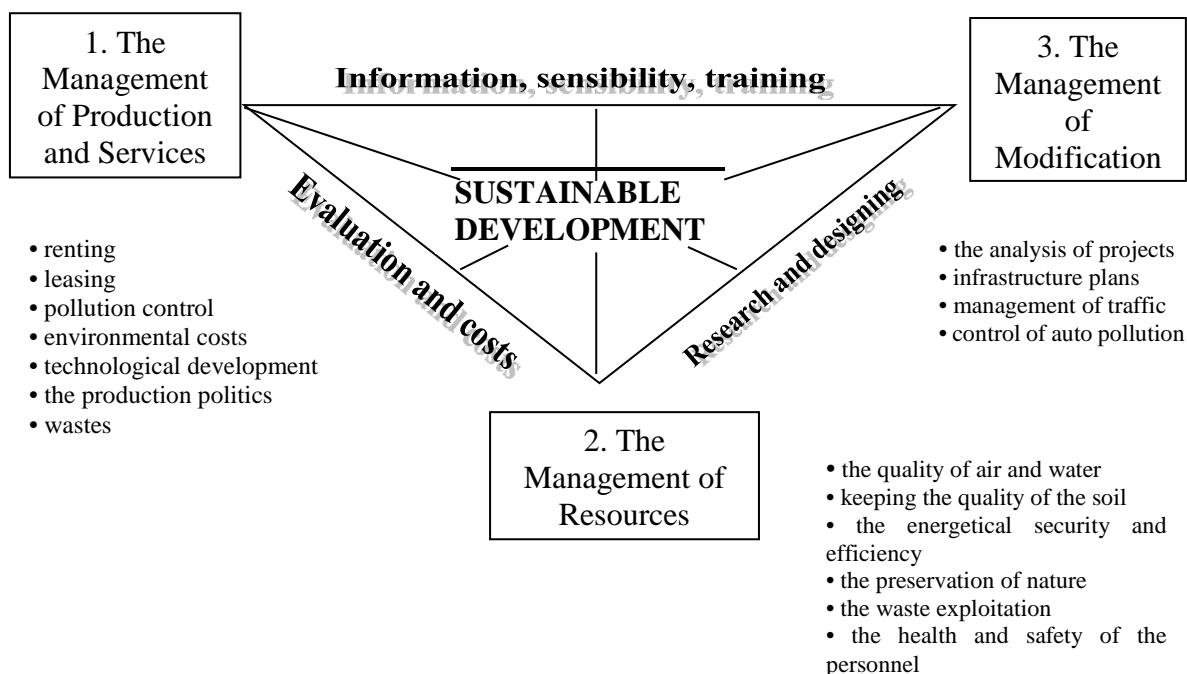 1. The
Management
of Production
and Services
Information, sensibility, training
3. The
Management
of
Modification
SUSTAINABLE
DEVELOPMENT
Evaluation and costs
Research and designing
• renting
• leasing
• pollution control
• environmental costs
• technological development
• the production politics
• wastes
• the analysis of projects
• infrastructure plans
• management of traffic
• control of auto pollution
2. The
Management of
Resources
• the quality of air and water
• keeping the quality of the soil
• the energetical security and
efficiency
• the preservation of nature
• the waste exploitation
• the health and safety of the
personnel